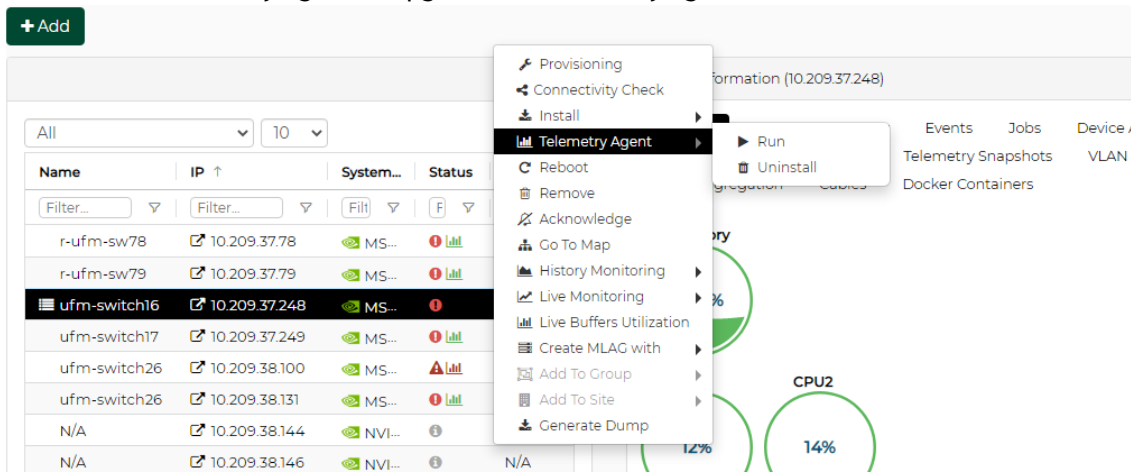 + Add
Provisioning
Connectivity Check
Install
Telemetry Agent
Reboot
Remove
Acknowledge
Go To Map
History Monitoring
Live Monitoring
Live Buffers Utilization
Create MLAG with
Add To Group
Add To Site
Generate Dump
Run
Uninstall
formation (10.209.37.248)
Events Jobs Device
Telemetry Snapshots VLAN
Docker Containers
All 10
Name IP ↑ System... Status
Filter... Filter... Filt F
r-ufm-sw78 10.209.37.78 MS...
r-ufm-sw79 10.209.37.79 MS...
ufm-switch16 10.209.37.248 MS...
ufm-switch17 10.209.37.249 MS...
ufm-switch26 10.209.38.100 MS...
ufm-switch26 10.209.38.131 MS...
N/A 10.209.38.144 NVI...
N/A 10.209.38.146 NVI... N/A
CPU2
12% 14%